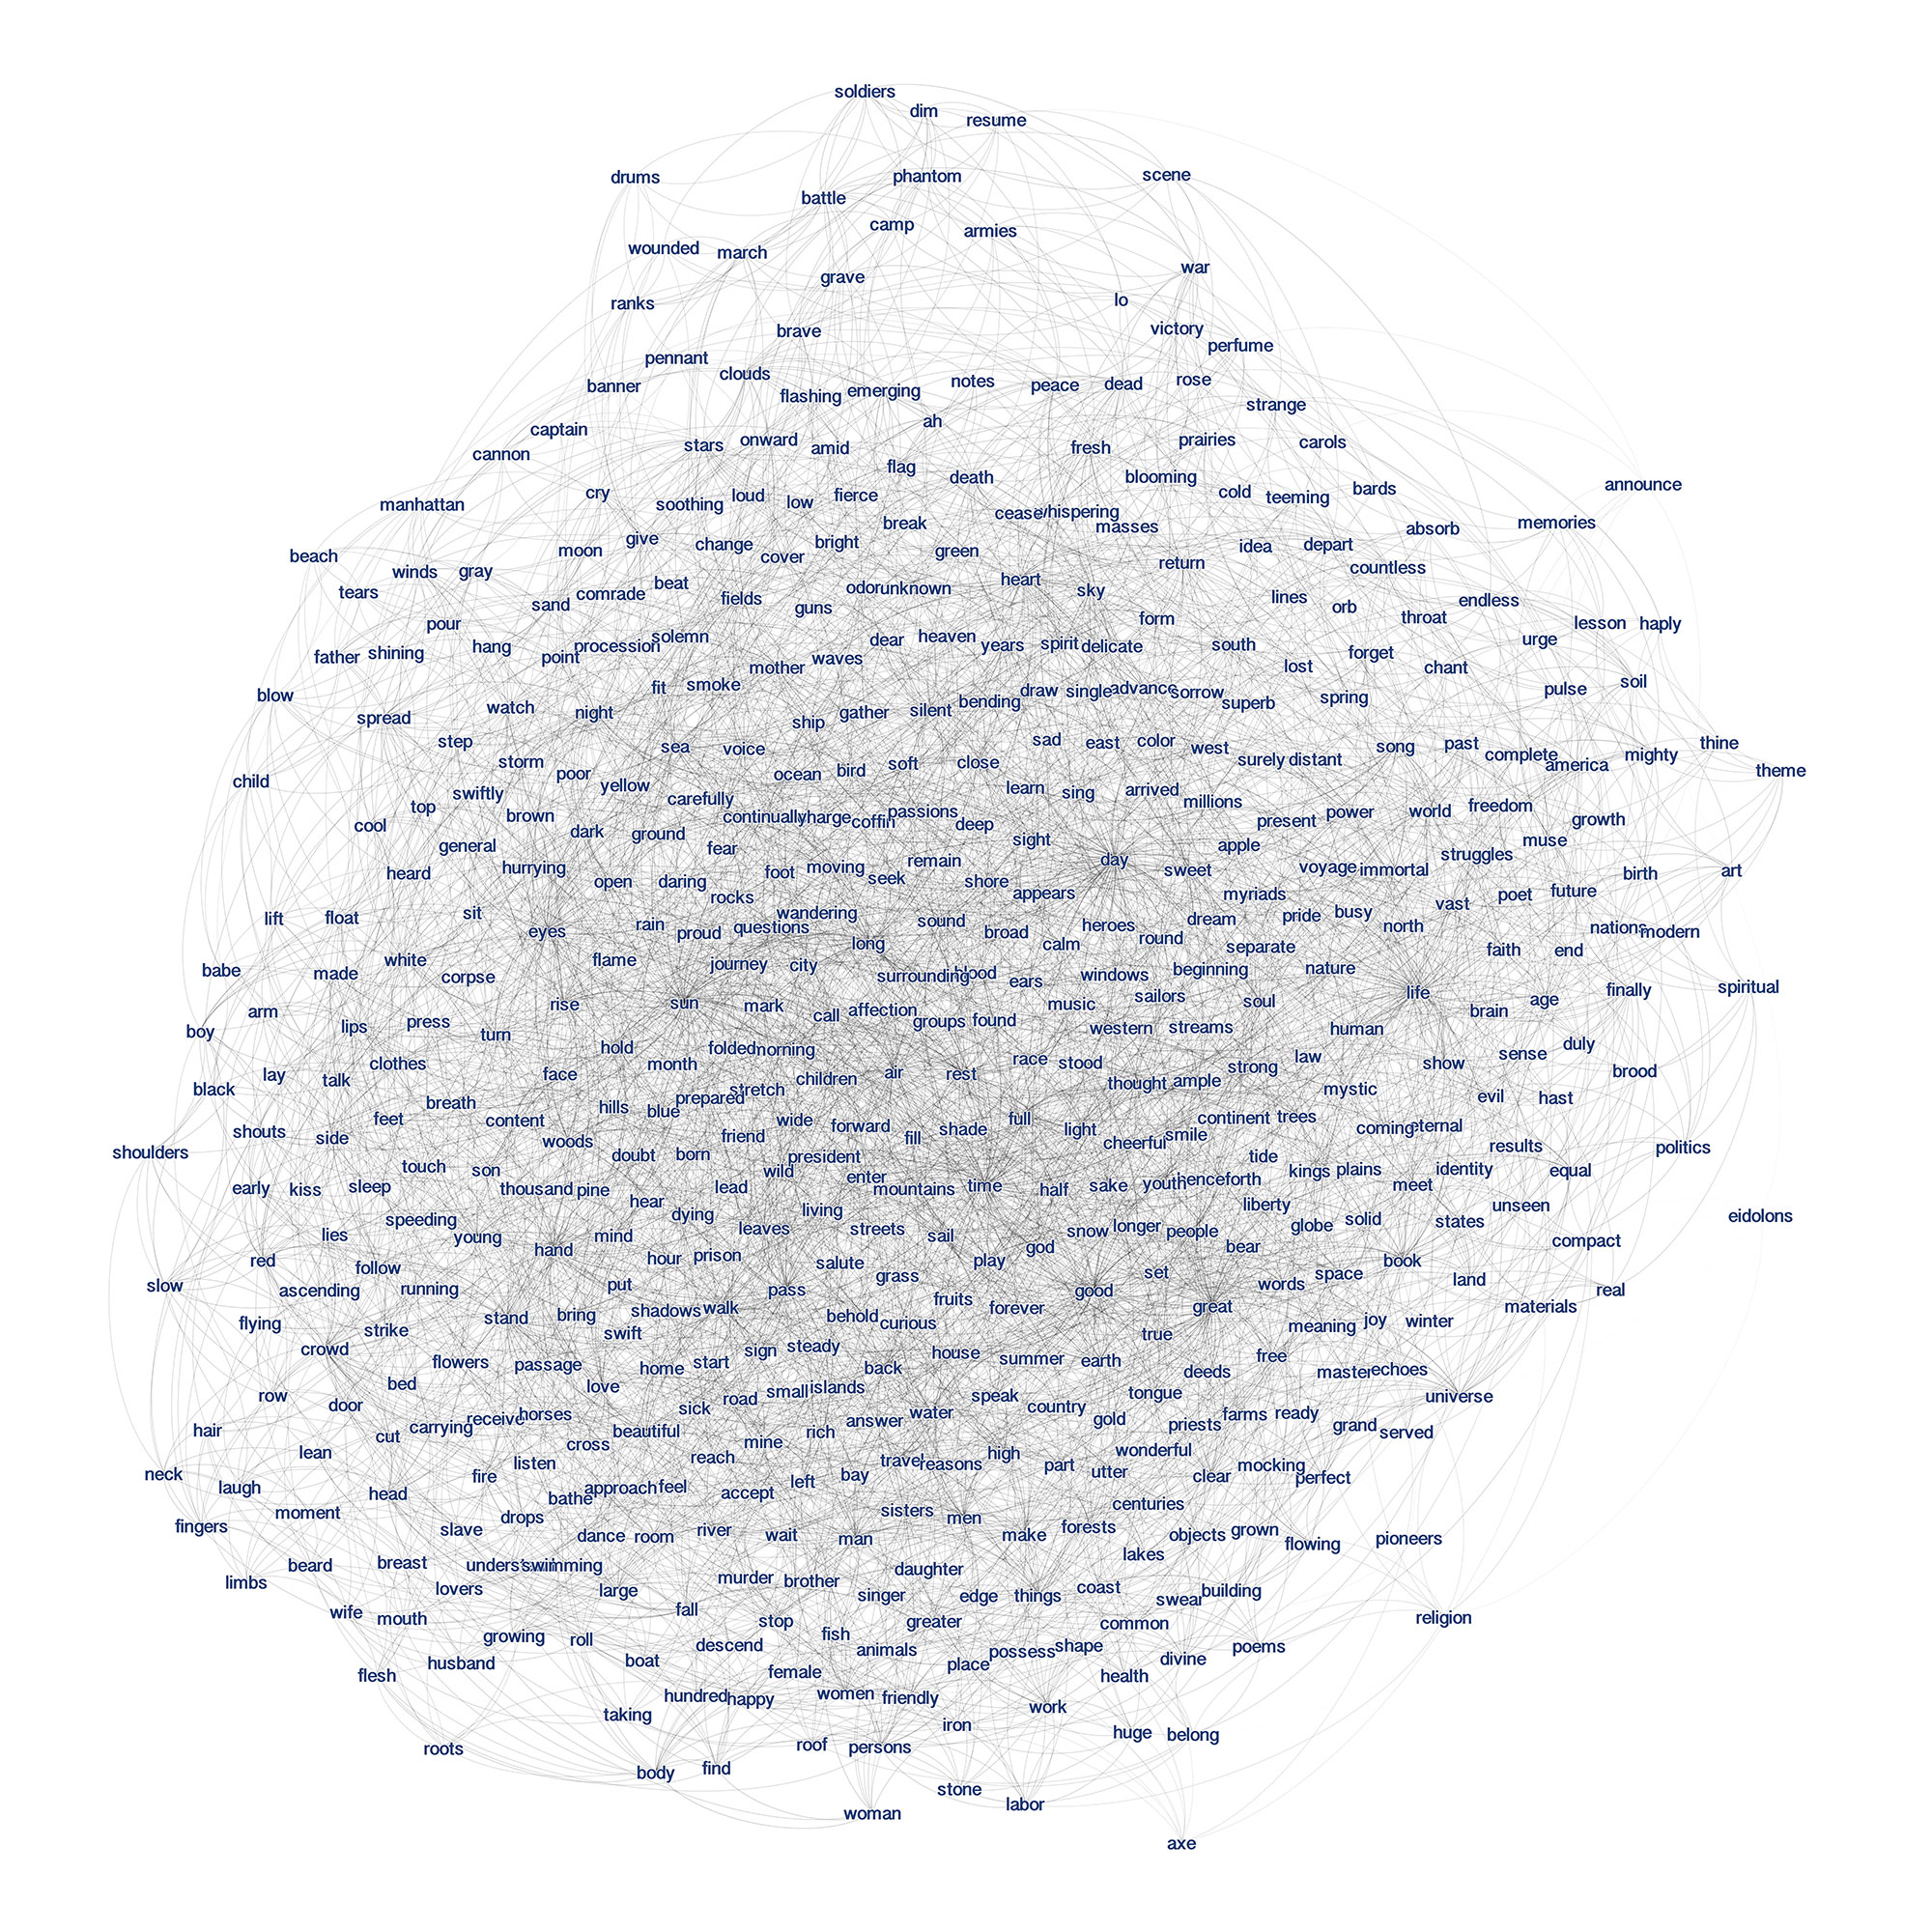 soldiers
dim
resume
drums
phantom
scene
battle
camp
armies
wounded
march
war
grave
lo
ranks
victory
brave
perfume
pennant
clouds
rose
banner
flashing
emerging
notes
peace
dead
strange
ah
captain
stars
onward
amid
fresh
prairies
carols
cannon
flag
death
blooming
announce
cry
soothing
loud
low
fierce
cold
teeming
bards
manhattan
cease
masses
break
memories
absorb
give
change
bright
moon
cover
green
idea
depart
beach
return
countless
winds
gray
heart
tears
comrade
beat
odor
unknown
sky
sand
fields
guns
lines
orb
endless
pour
form
throat
lesson
haply
hang
procession
solemn
dear
heaven
years
spirit
delicate
south
urge
father
shining
point
mother
waves
lost
forget
chant
blow
fit
smoke
draw
single
sorrow
spring
pulse
soil
spread
watch
night
ship
gather
silent
bending
superb
step
sea
voice
sad
east
color
west
song
past
complete
mighty
thine
storm
ocean
bird
soft
close
surely
distant
america
theme
child
poor
yellow
learn
sing
arrived
swiftly
top
brown
carefully
continually
coffin
passions
deep
millions
present
power
world
freedom
growth
cool
dark
ground
fear
sight
apple
muse
general
heard
hurrying
open
daring
foot
moving
seek
remain
shore
day
sweet
voyage
immortal
struggles
birth
art
rocks
appears
myriads
vast
poet
future
lift
float
sit
eyes
rain
proud
questions
wandering
sound
broad
heroes
dream
pride
busy
north
modern
long
calm
round
separate
faith
end
babe
made
white
corpse
flame
journey
city
surrounding
ears
windows
beginning
nature
life
finally
spiritual
arm
rise
sun
mark
affection
music
sailors
soul
brain
age
boy
lips
press
turn
call
groups
found
western
streams
human
duly
clothes
hold
folded
race
stood
law
show
sense
lay
talk
face
month
children
air
rest
strong
brood
black
breath
prepared
stretch
thought
ample
mystic
evil
hast
shouts
side
feet
content
hills
blue
wide
forward
full
light
continent
trees
coming
shoulders
woods
friend
fill
shade
cheerful
smile
results
politics
touch
son
doubt
born
president
wild
tide
kings
plains
identity
equal
early
kiss
sleep
thousand
pine
lead
enter
mountains
time
half
sake
youth
meet
hear
living
liberty
unseen
lies
speeding
dying
leaves
streets
snow
longer
people
globe
solid
states
eidolons
young
mind
sail
red
hand
hour
prison
god
bear
compact
follow
salute
play
book
slow
ascending
running
put
grass
set
words
space
land
real
pass
good
flying
stand
bring
shadows
walk
behold
fruits
forever
great
materials
strike
swift
curious
true
meaning
joy
winter
crowd
sign
steady
flowers
passage
home
start
back
house
summer
earth
free
deeds
master
echoes
bed
love
small
islands
row
road
speak
tongue
universe
door
sick
country
hair
carrying
horses
beautiful
answer
water
gold
priests
farms
ready
grand
served
cut
cross
mine
rich
lean
listen
reach
high
wonderful
neck
fire
travel
reasons
part
utter
clear
mocking
laugh
head
approach
feel
left
bay
bathe
accept
moment
drops
sisters
centuries
fingers
slave
dance
room
river
wait
man
men
make
forests
objects
grown
pioneers
flowing
lakes
beard
breast
swimming
limbs
lovers
large
murder
brother
daughter
singer
edge
things
coast
swear
building
wife
mouth
fall
stop
greater
common
religion
growing
roll
descend
fish
animals
possess
shape
poems
flesh
husband
boat
female
place
divine
health
hundred
happy
women
friendly
work
taking
iron
huge
belong
roots
roof
persons
body
find
stone
labor
woman
axe